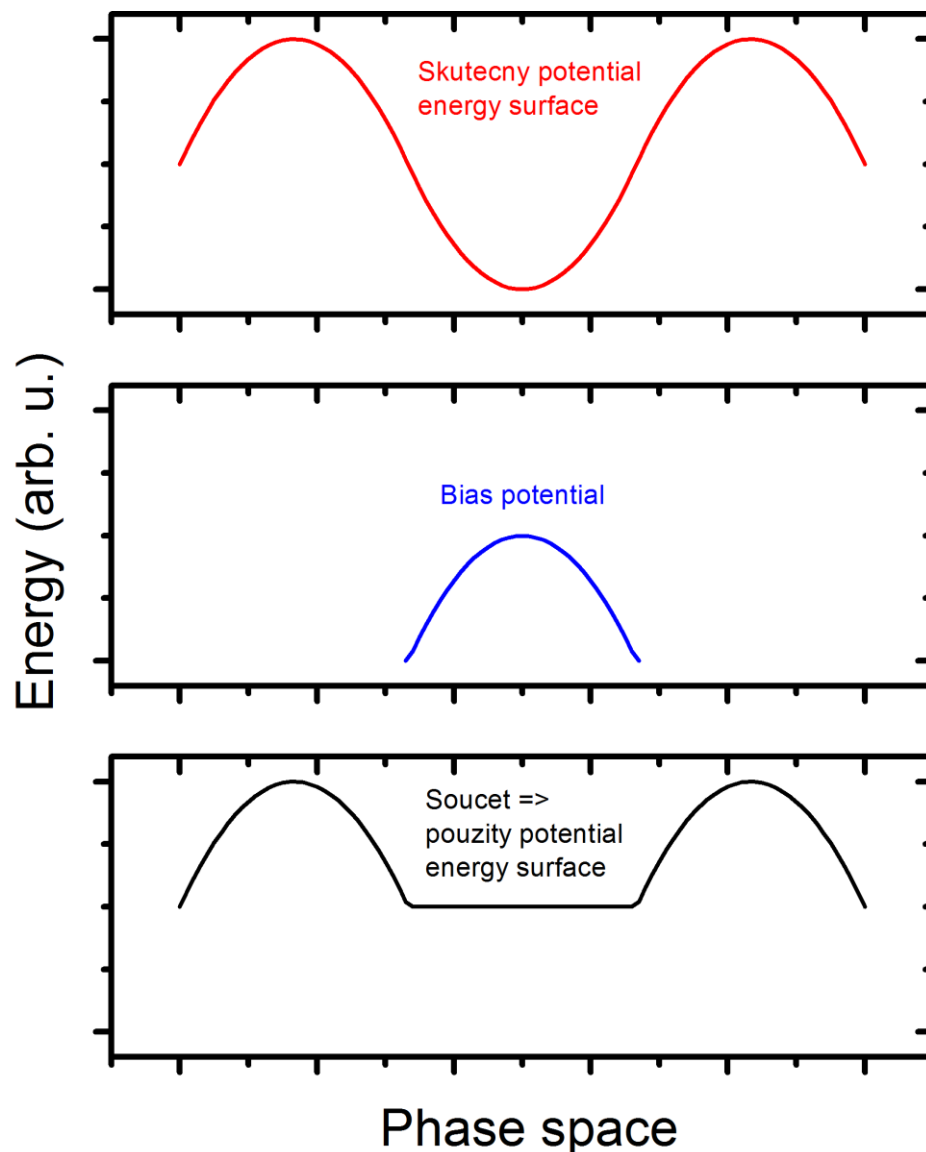 Skutecny potential
energy surface
Energy (arb. u.)
Bias potential
Soucet =>
pouzity potential
energy surface
Phase space